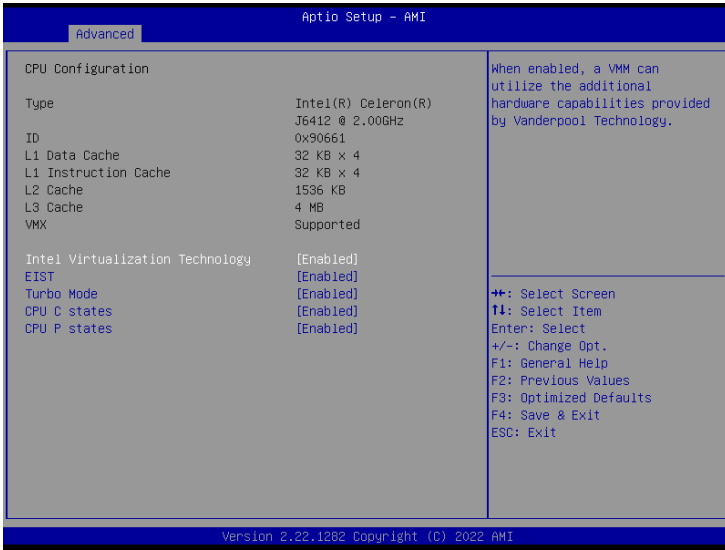 Aptio Setup – AMI
Advanced
CPU Configuration
Type Intel(R) Celeron(R)
J6412 @ 2.00GHz
ID 0x90661
L1 Data Cache 32 KB x 4
L1 Instruction Cache 32 KB x 4
L2 Cache 1536 KB
L3 Cache 4 MB
VMX Supported
Intel Virtualization Technology [Enabled]
EIST [Enabled]
Turbo Mode [Enabled]
CPU C states [Enabled]
CPU P states [Enabled]
When enabled, a VMM can
utilize the additional
hardware capabilities provided
by Vanderpool Technology.
→←: Select Screen
↑↓: Select Item
Enter: Select
+/-: Change Opt.
F1: General Help
F2: Previous Values
F3: Optimized Defaults
F4: Save & Exit
ESC: Exit
Version 2.22.1282 Copyright (C) 2022 AMI